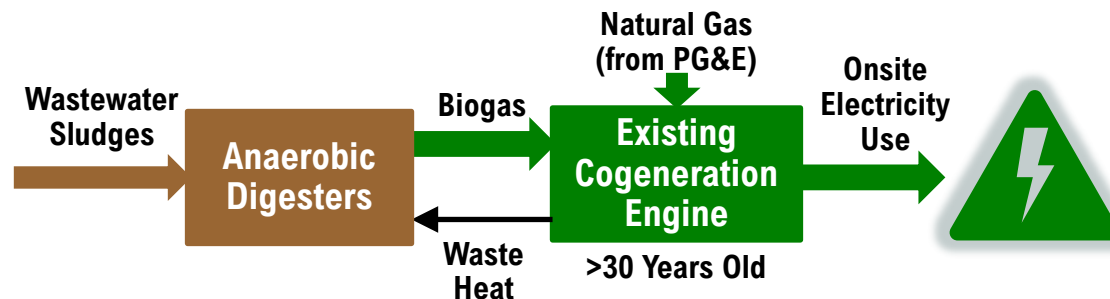 Natural Gas
(from PG&E)
Wastewater
Sludges
Biogas
Onsite
Electricity
Use
Anaerobic
Digesters
Existing
Cogeneration
Engine
Waste
Heat
>30 Years Old